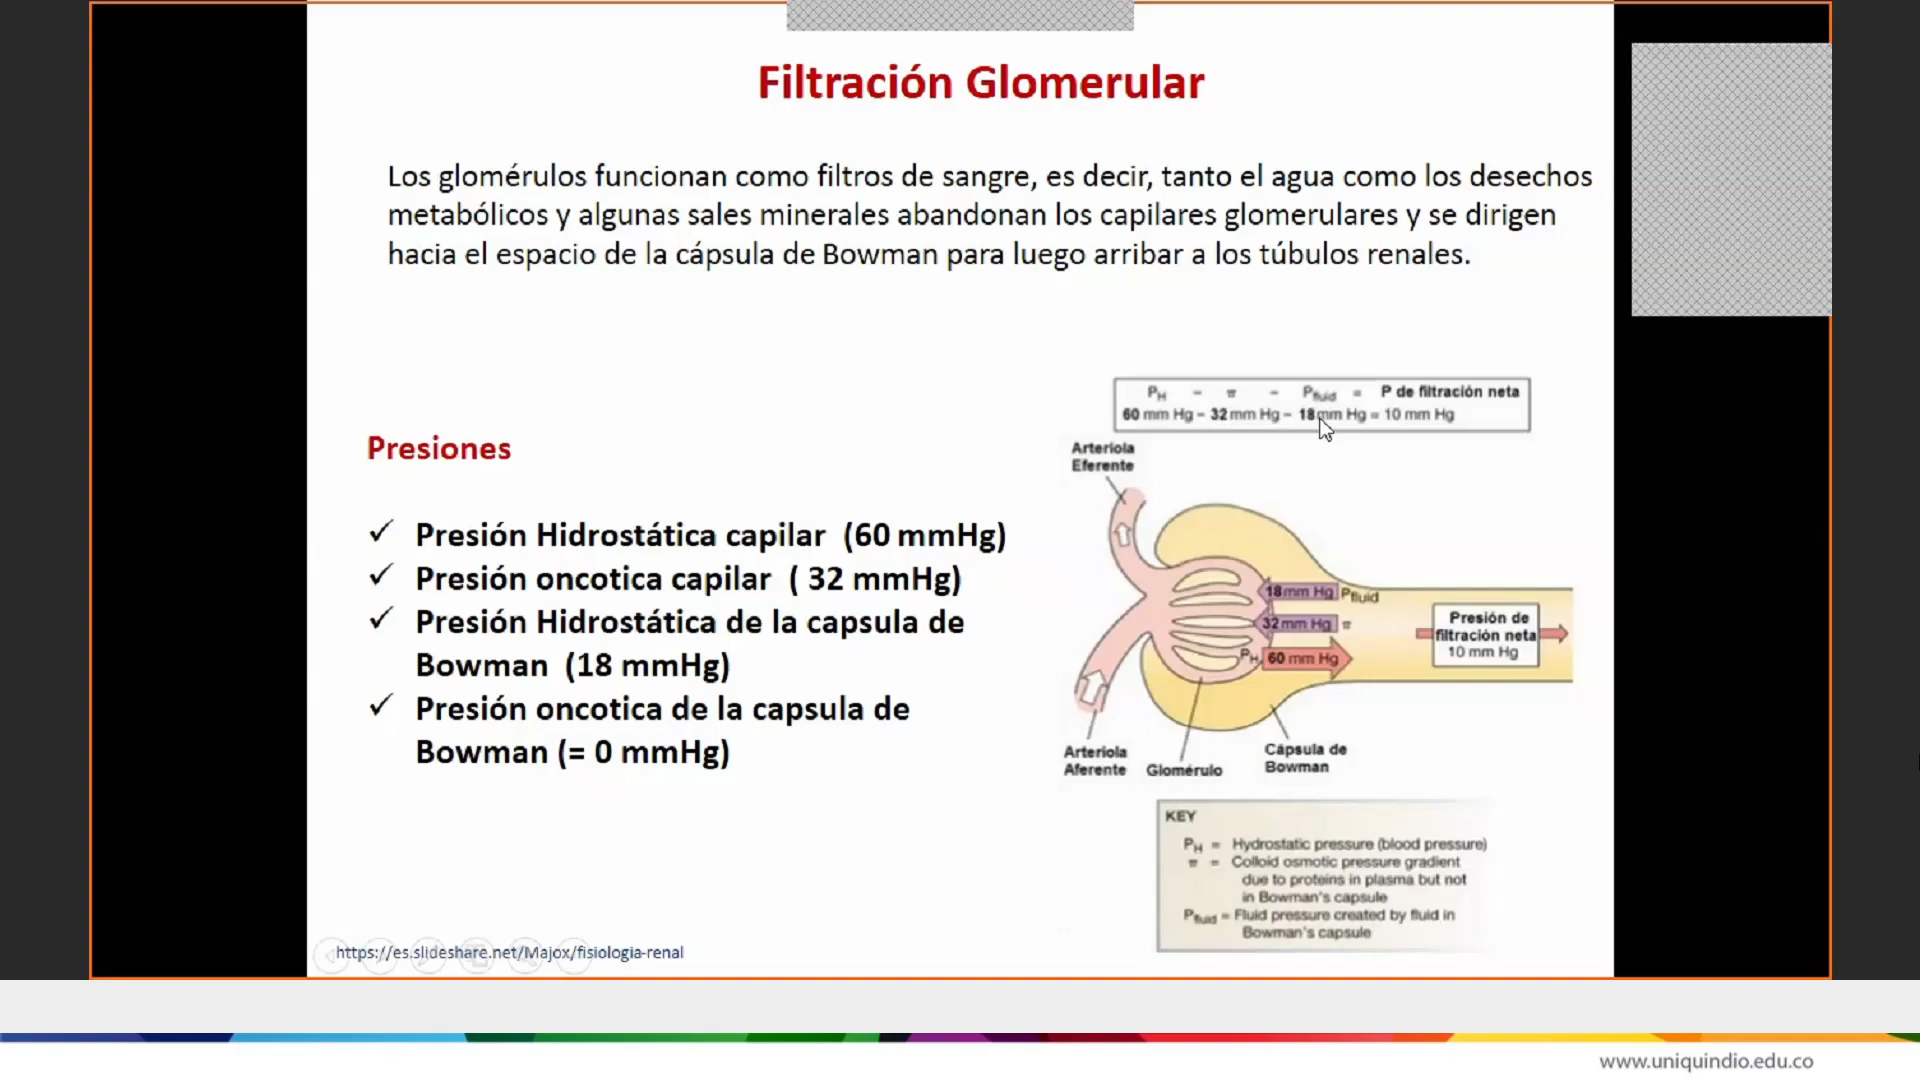 Filtración Glomerular
Los glomérulos funcionan como filtros de sangre, es decir, tanto el agua como los desechos
metabólicos y algunas sales minerales abandonan los capilares glomerulares y se dirigen
hacia el espacio de la cápsula de Bowman para luego arribar a los túbulos renales.
Presiones
✓ Presión Hidrostática capilar (60 mmHg)
✓ Presión oncotica capilar ( 32 mmHg)
✓ Presión Hidrostática de la capsula de
Bowman (18 mmHg)
✓ Presión oncotica de la capsula de
Bowman (= 0 mmHg)
PH - π - Pfluid = P de filtración neta
60 mm Hg - 32 mm Hg - 18 mm Hg = 10 mm Hg
Arteriola
Eferente
18 mm Hg Pfluid
32 mm Hg π
PH 60 mm Hg
Presión de
filtración neta
10 mm Hg
Arteriola
Aferente
Glomérulo
Cápsula de
Bowman
KEY
PH = Hydrostatic pressure (blood pressure)
π = Colloid osmotic pressure gradient
due to proteins in plasma but not
in Bowman's capsule
Pfluid = Fluid pressure created by fluid in
Bowman's capsule
https://es.slideshare.net/Majox/fisiologia-renal
www.uniquindio.edu.co